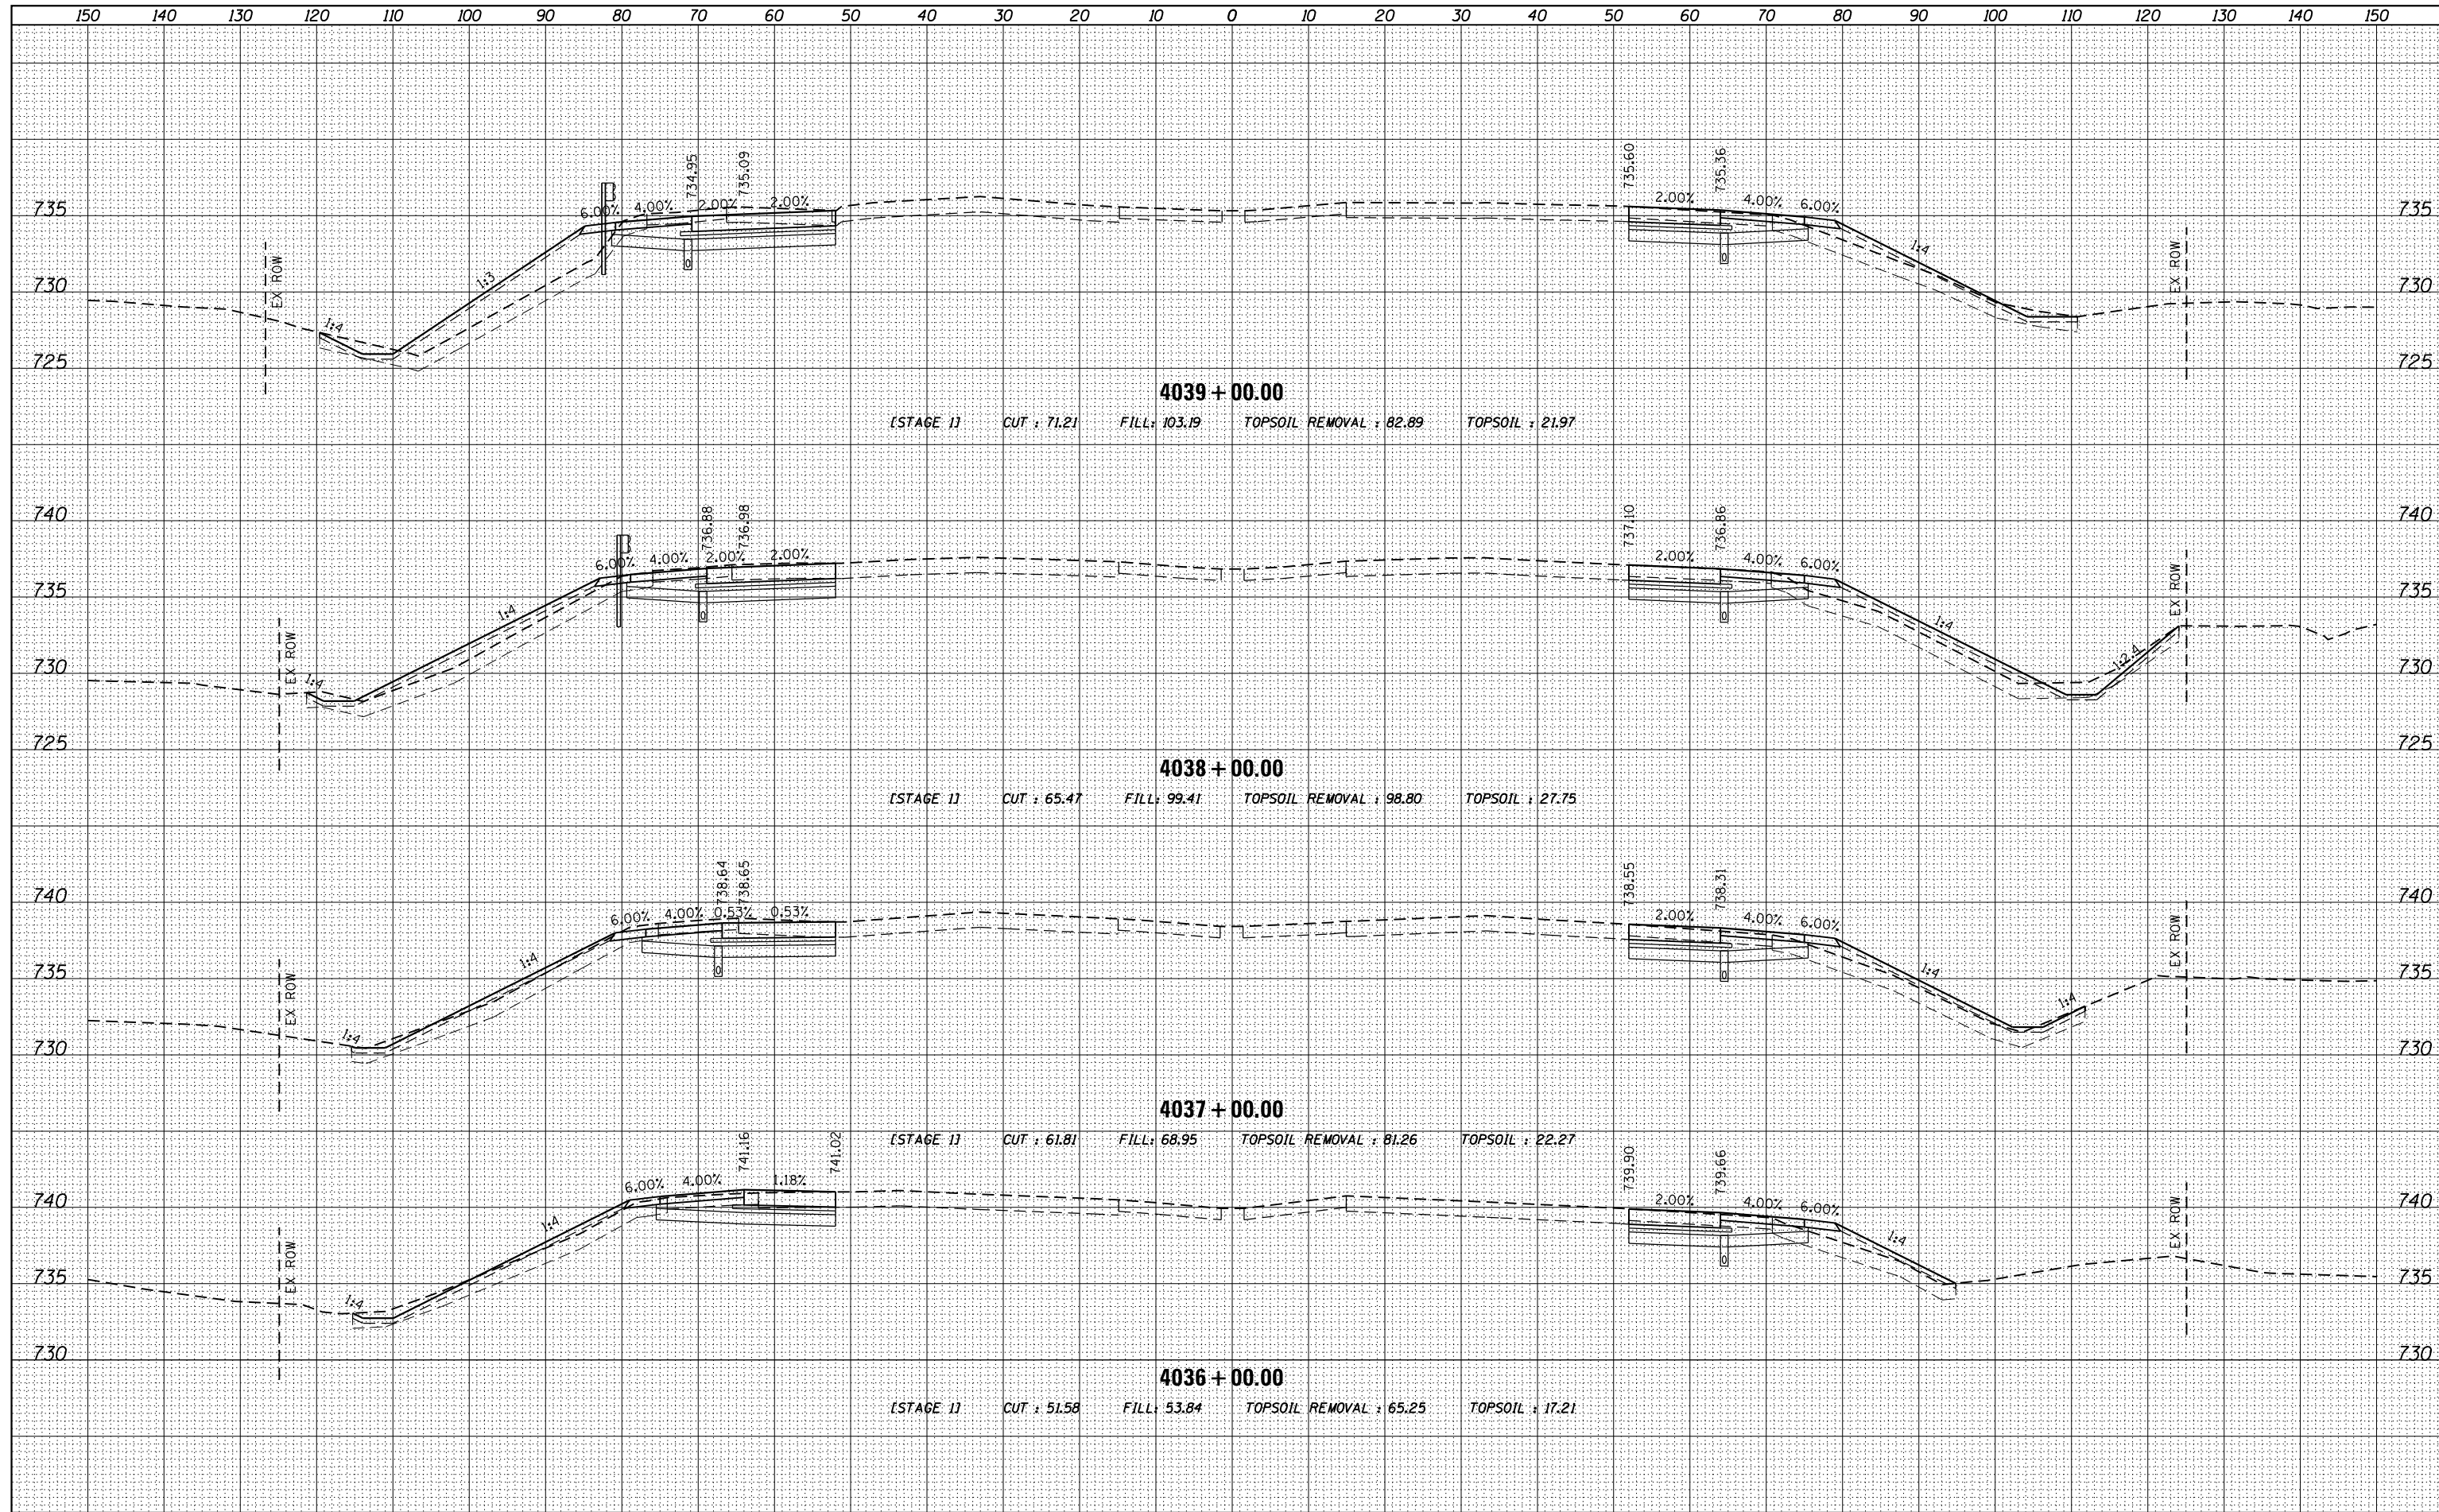 150 140 130 120 110 100 90 80 70 60 50 40 30 20 10 0 10 20 30 40 50 60 70 80 90 100 110 120 130 140 150
734.95 735.09 735.60 735.36
735 6.00% 4.00% 2.00% 2.00% 2.00% 4.00% 6.00% 735
EX ROW 1:3 1:4 EX ROW
730 730
1:4
725 725
4039+00.00
[STAGE 1] CUT : 71.21 FILL: 103.19 TOPSOIL REMOVAL : 82.89 TOPSOIL : 21.97
740 740
736.88 736.98 737.10 736.86
6.00% 4.00% 2.00% 2.00% 2.00% 4.00% 6.00%
735 735
EX ROW 1:4 1:4 EX ROW
730 1:4 1:2.4 730
725 725
4038+00.00
[STAGE 1] CUT : 65.47 FILL: 99.41 TOPSOIL REMOVAL : 98.80 TOPSOIL : 27.75
738.64 738.65 738.55 738.31
740 740
6.00% 4.00% 0.53% 0.53% 2.00% 4.00% 6.00%
EX ROW 1:4 1:4 EX ROW
735 735
1:4 1:4
730 730
4037+00.00
[STAGE 1] CUT : 61.81 FILL: 68.95 TOPSOIL REMOVAL : 81.26 TOPSOIL : 22.27
741.16 741.02 739.90 739.66
6.00% 4.00% 1.18% 2.00% 4.00% 6.00%
740 740
EX ROW 1:4 1:4 EX ROW
735 735
1:4
730 730
4036+00.00
[STAGE 1] CUT : 51.58 FILL: 53.84 TOPSOIL REMOVAL : 65.25 TOPSOIL : 17.21